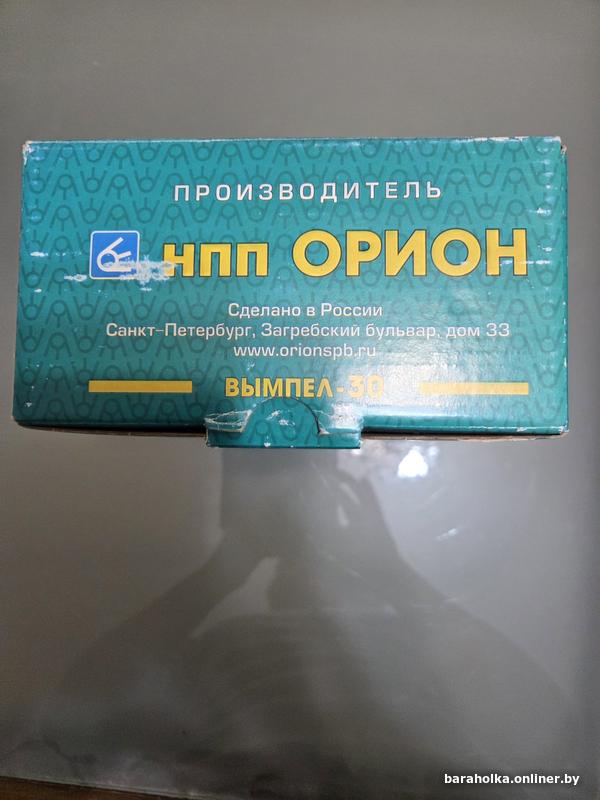 ПРОИЗВОДИТЕЛЬ
НПП ОРИОН
Сделано в России
Санкт-Петербург, Загребский бульвар, дом 33
www.orionspb.ru
ВЫМПЕЛ-30
baraholka.onliner.by